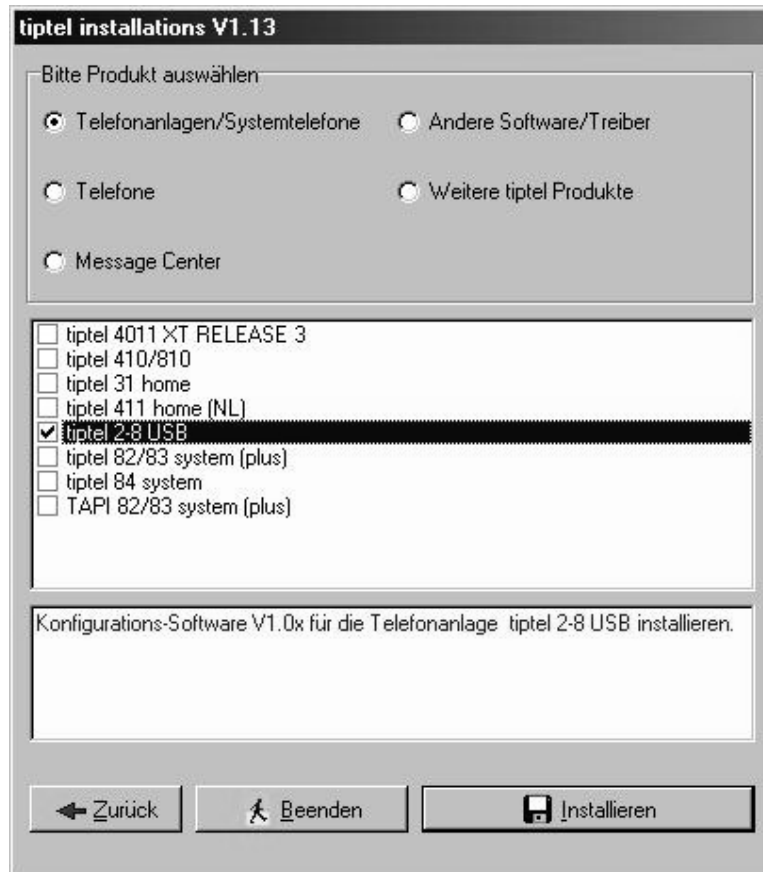 tiptel installations V1.13
Bitte Produkt auswählen
Telefonanlagen/Systemtelefone
Andere Software/Treiber
Telefone
Weitere tiptel Produkte
Message Center
tiptel 4011 XT RELEASE 3
tiptel 410/810
tiptel 31 home
tiptel 411 home (NL)
tiptel 2-8 USB
tiptel 82/83 system (plus)
tiptel 84 system
TAPI 82/83 system (plus)
Konfigurations-Software V1.0x für die Telefonanlage tiptel 2-8 USB installieren.
Zurück
Beenden
Installieren